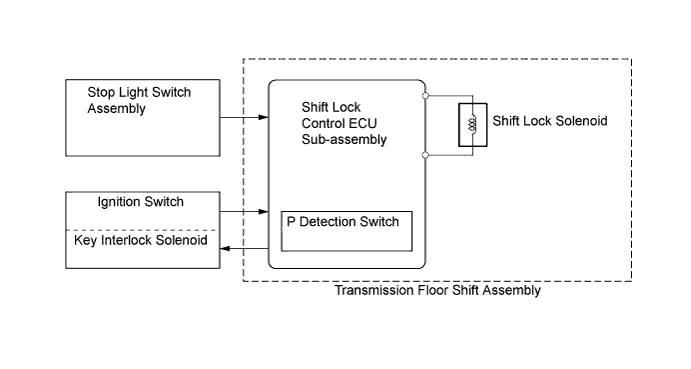 Stop Light Switch
Assembly
Shift Lock
Control ECU
Sub-assembly
Shift Lock Solenoid
Ignition Switch
Key Interlock Solenoid
P Detection Switch
Transmission Floor Shift Assembly